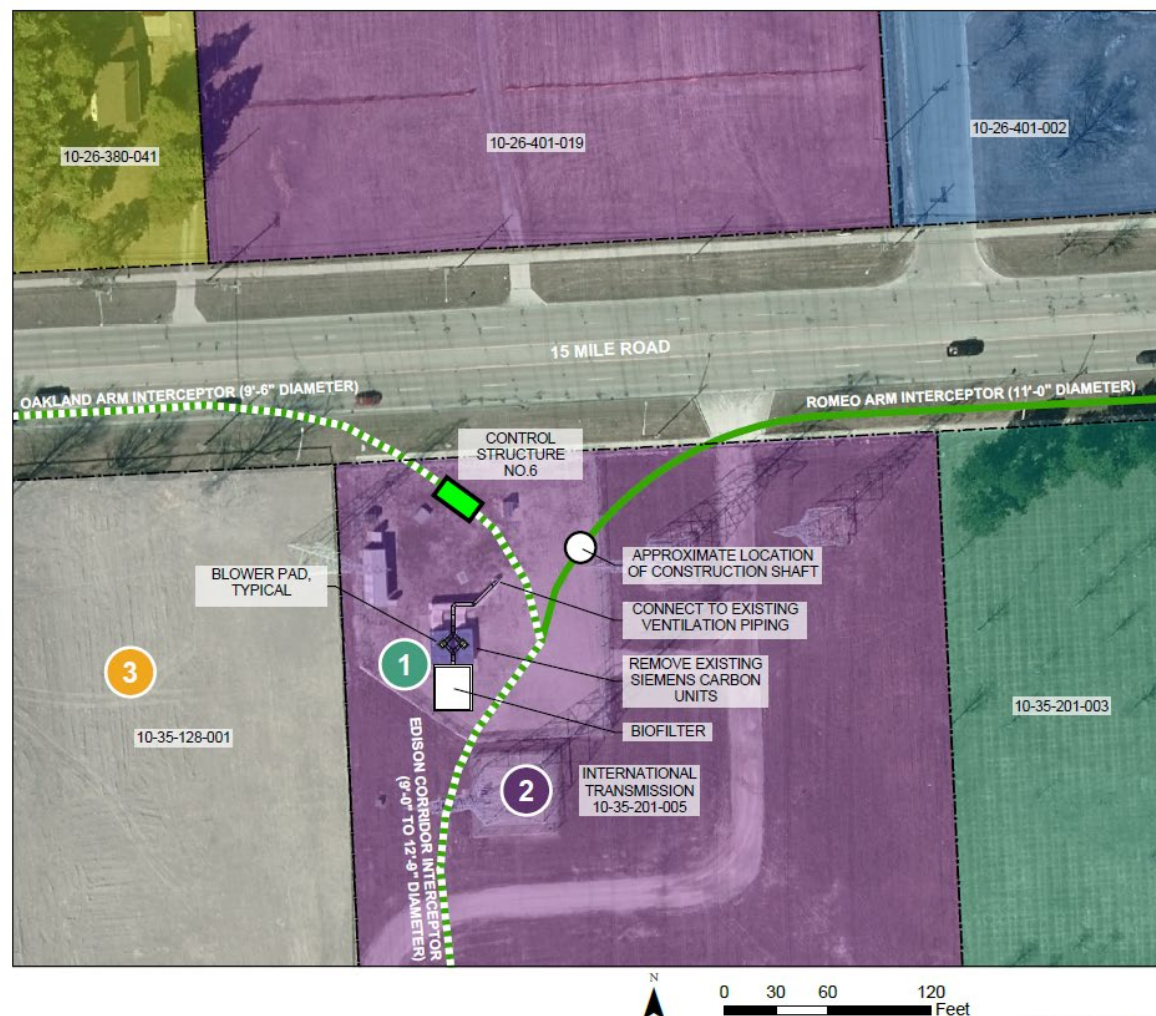 10-26-380-041
10-26-401-019
10-26-401-002
15 MILE ROAD
OAKLAND ARM INTERCEPTOR (9'-6" DIAMETER)
ROMEO ARM INTERCEPTOR (11'-0" DIAMETER)
CONTROL
STRUCTURE
NO.6
BLOWER PAD,
TYPICAL
APPROXIMATE LOCATION
OF CONSTRUCTION SHAFT
CONNECT TO EXISTING
VENTILATION PIPING
REMOVE EXISTING
SIEMENS CARBON
UNITS
BIOFILTER
1
3
10-35-128-001
10-35-201-003
EDISON CORRIDOR INTERCEPTOR
(9'-0" TO 12'-9" DIAMETER)
2
INTERNATIONAL
TRANSMISSION
10-35-201-005
N
0 30 60 120
Feet